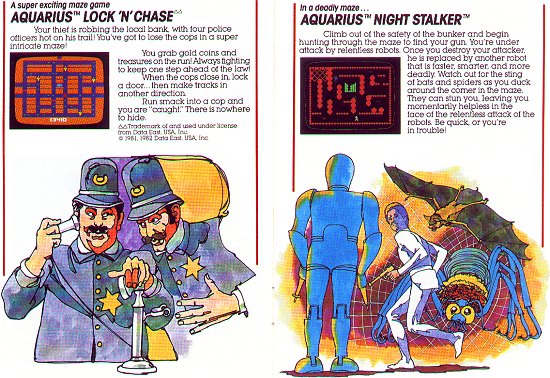 A super exciting maze game
AQUARIUS™ LOCK 'N' CHASE△△
Your thief is robbing the local bank, with four police
officers hot on his trail! You've got to lose the cops in a super
intricate maze!
You grab gold coins and
treasures on the run! Always fighting
to keep one step ahead of the law!
When the cops close in, lock
a door...then make tracks in
another direction.
Run smack into a cop and
you are "caught." There is nowhere
to hide.
△△Trademark of and used under license
from Data East, USA, Inc.
© 1981, 1982 Data East, USA, Inc.
In a deadly maze...
AQUARIUS™ NIGHT STALKER™
Climb out of the safety of the bunker and begin
hunting through the maze to find your gun. You're under
attack by relentless robots. Once you destroy your attacker,
he is replaced by another robot
that is faster, smarter, and more
deadly. Watch out for the sting
of bats and spiders as you duck
around the corner in the maze.
They can stun you, leaving you
momentarily helpless in the
face of the relentless attack of the
robots. Be quick, or you're
in trouble!